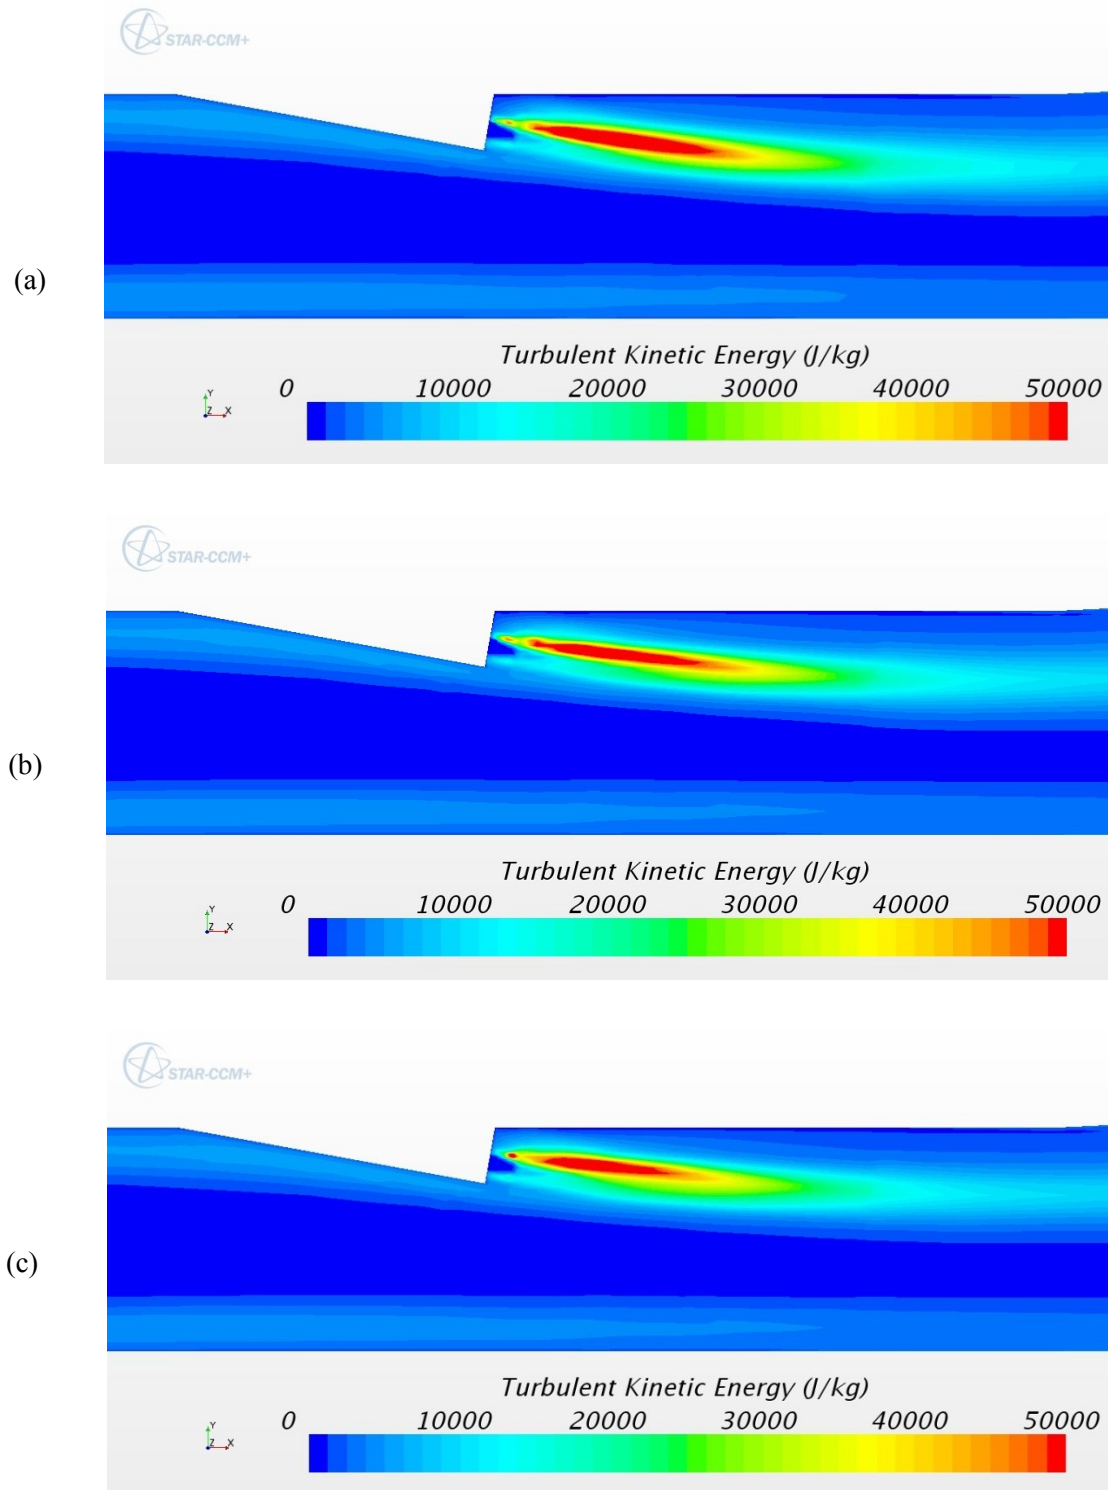 STAR-CCM+
(a)
Turbulent Kinetic Energy (J/kg)
0 10000 20000 30000 40000 50000
Y
Z X
STAR-CCM+
(b)
Turbulent Kinetic Energy (J/kg)
0 10000 20000 30000 40000 50000
Y
Z X
STAR-CCM+
(c)
Turbulent Kinetic Energy (J/kg)
0 10000 20000 30000 40000 50000
Y
Z X